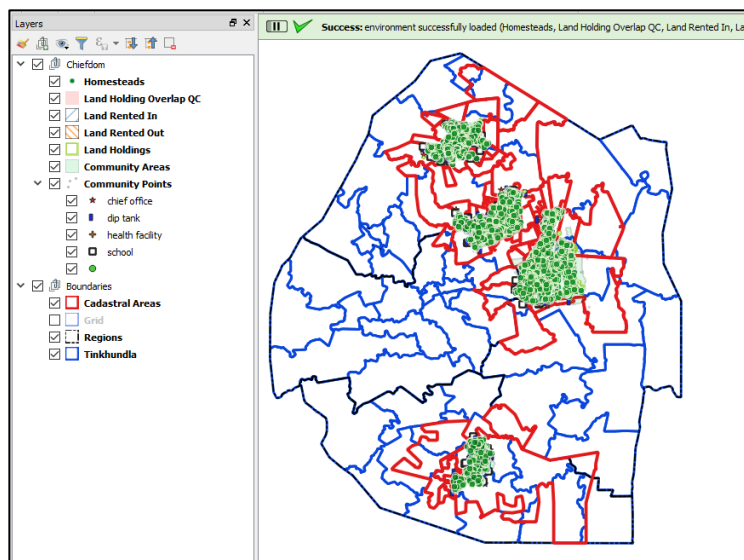 Layers
Success: environment successfully loaded (Homesteads, Land Holding Overlap QC, Land Rented In, La
Chiefdom
Homesteads
Land Holding Overlap QC
Land Rented In
Land Rented Out
Land Holdings
Community Areas
Community Points
chief office
dip tank
health facility
school
Boundaries
Cadastral Areas
Grid
Regions
Tinkhundla